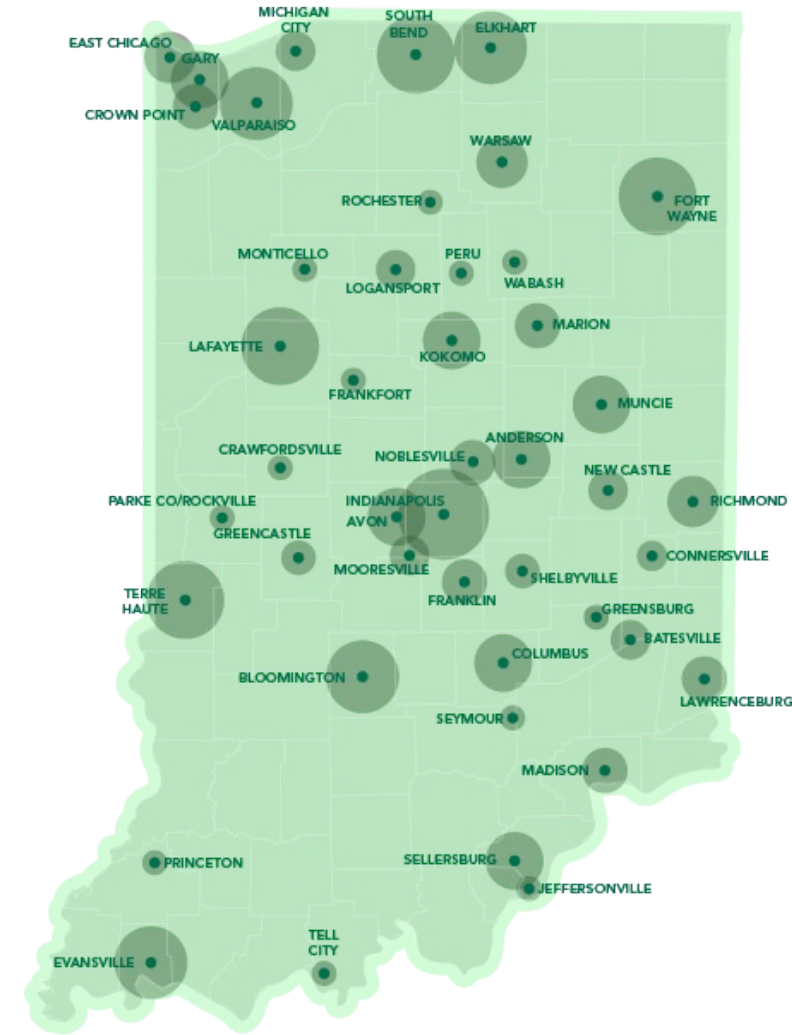 MICHIGAN
CITY
SOUTH
BEND
ELKHART
EAST CHICAGO
GARY
CROWN POINT
VALPARAISO
WARSAW
ROCHESTER
FORT
WAYNE
MONTICELLO
PERU
LOGANSPORT
WABASH
MARION
LAFAYETTE
KOKOMO
FRANKFORT
MUNCIE
CRAWFORDSVILLE
NOBLESVILLE
ANDERSON
NEW CASTLE
PARKE CO/ROCKVILLE
INDIANAPOLIS
RICHMOND
AVON
GREENCASTLE
MOORESVILLE
CONNERSVILLE
SHELBYVILLE
FRANKLIN
TERRE
HAUTE
GREENSBURG
BATESVILLE
COLUMBUS
BLOOMINGTON
LAWRENCEBURG
SEYMOUR
MADISON
SELLERSBURG
PRINCETON
JEFFERSONVILLE
TELL
CITY
EVANSVILLE